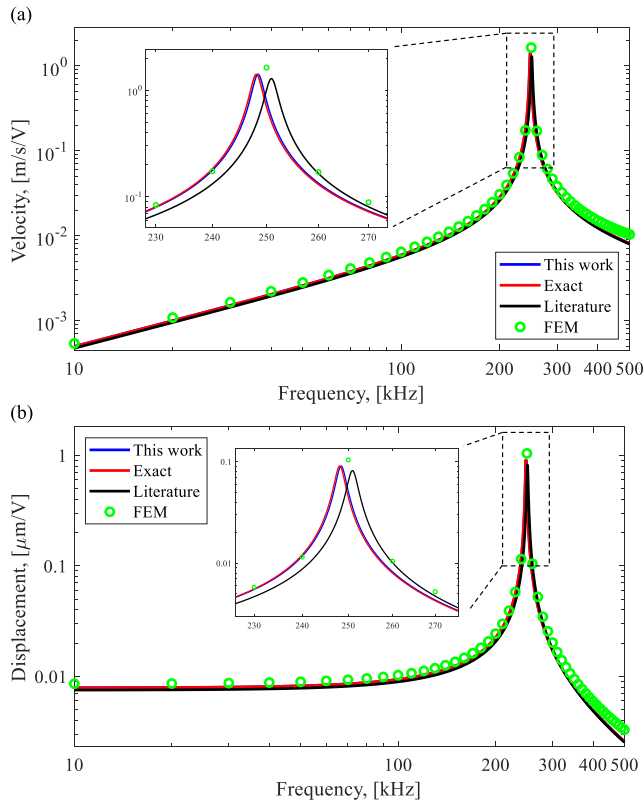 (a)
Velocity, [m/s/V]
10^0
10^-1
10^-2
10^-3
10^0
10^-1
230 240 250 260 270
This work
Exact
Literature
FEM
10 100 200 300 400 500
Frequency, [kHz]
(b)
Displacement, [μm/V]
1
0.1
0.01
This work
Exact
Literature
FEM
0.1
0.01
230 240 250 260 270
10 100 200 300 400 500
Frequency, [kHz]